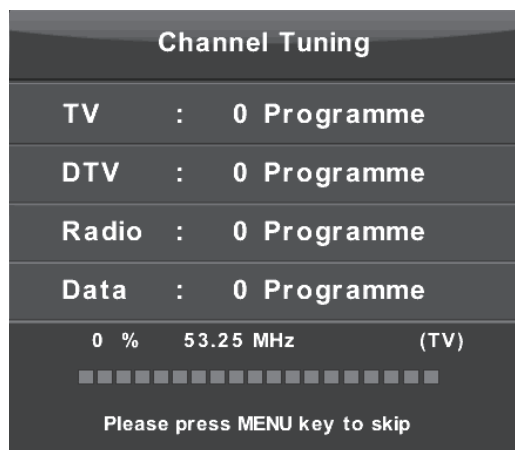 Channel Tuning
TV : 0 Programme
DTV : 0 Programme
Radio : 0 Programme
Data : 0 Programme
0 % 53.25 MHz (TV)
Please press MENU key to skip